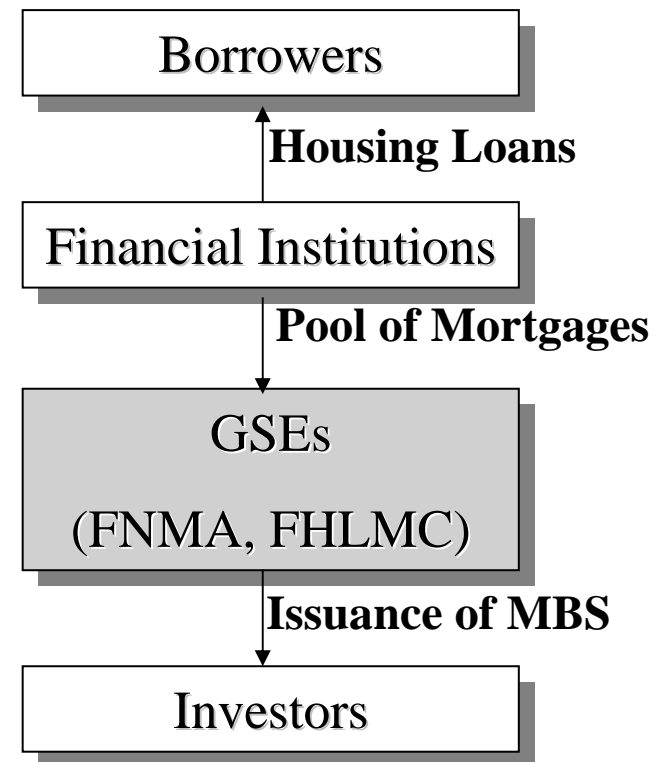 Borrowers
Housing Loans
Financial Institutions
Pool of Mortgages
GSEs
(FNMA, FHLMC)
Issuance of MBS
Investors